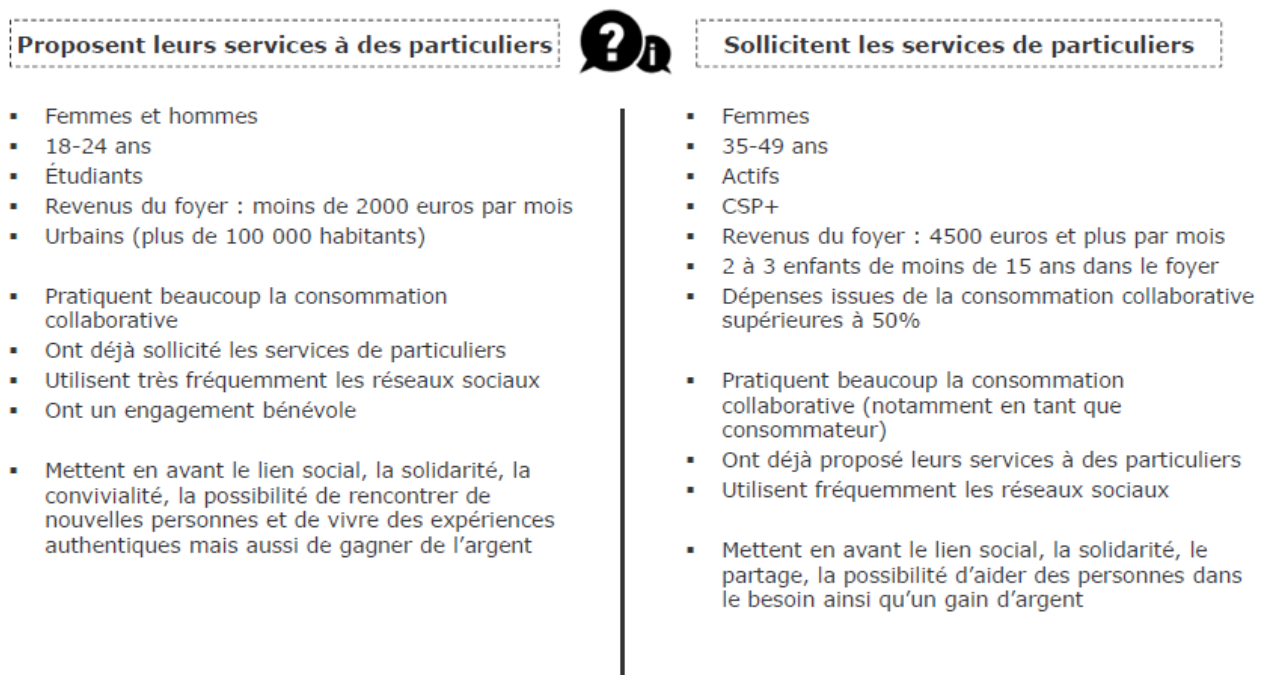 Proposent leurs services à des particuliers
? i
Sollicitent les services de particuliers
▪ Femmes et hommes
▪ 18-24 ans
▪ Étudiants
▪ Revenus du foyer : moins de 2000 euros par mois
▪ Urbains (plus de 100 000 habitants)
▪ Pratiquent beaucoup la consommation
collaborative
▪ Ont déjà sollicité les services de particuliers
▪ Utilisent très fréquemment les réseaux sociaux
▪ Ont un engagement bénévole
▪ Mettent en avant le lien social, la solidarité, la
convivialité, la possibilité de rencontrer de
nouvelles personnes et de vivre des expériences
authentiques mais aussi de gagner de l’argent
▪ Femmes
▪ 35-49 ans
▪ Actifs
▪ CSP+
▪ Revenus du foyer : 4500 euros et plus par mois
▪ 2 à 3 enfants de moins de 15 ans dans le foyer
▪ Dépenses issues de la consommation collaborative
supérieures à 50%
▪ Pratiquent beaucoup la consommation
collaborative (notamment en tant que
consommateur)
▪ Ont déjà proposé leurs services à des particuliers
▪ Utilisent fréquemment les réseaux sociaux
▪ Mettent en avant le lien social, la solidarité, le
partage, la possibilité d’aider des personnes dans
le besoin ainsi qu’un gain d’argent